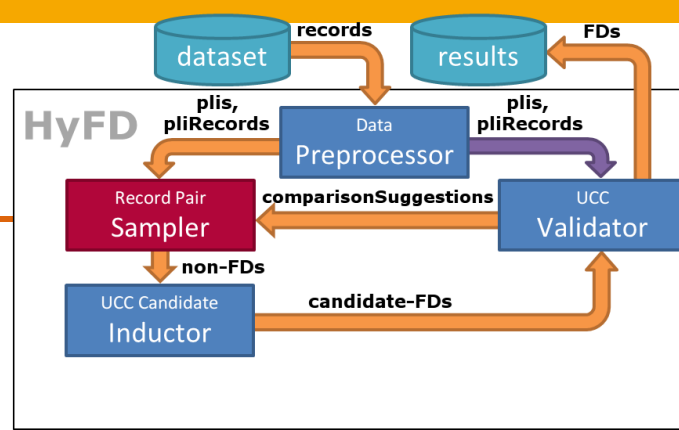 records
FDs
dataset
results
HyFD
plis,
pliRecords
Data
Preprocessor
plis,
pliRecords
Record Pair
Sampler
comparisonSuggestions
UCC
Validator
non-FDs
UCC Candidate
Inductor
candidate-FDs